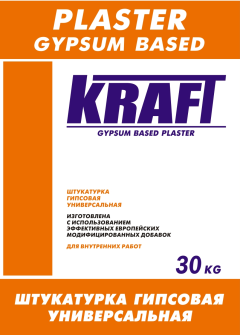 PLASTER
GYPSUM BASED
KRAFT
GYPSUM BASED PLASTER
ШТУКАТУРКА
ГИПСОВАЯ
УНИВЕРСАЛЬНАЯ
ИЗГОТОВЛЕНА
С ИСПОЛЬЗОВАНИЕМ
ЭФФЕКТИВНЫХ ЕВРОПЕЙСКИХ
МОДИФИЦИРОВАННЫХ ДОБАВОК
ДЛЯ ВНУТРЕННИХ РАБОТ
30 KG
ШТУКАТУРКА ГИПСОВАЯ
УНИВЕРСАЛЬНАЯ